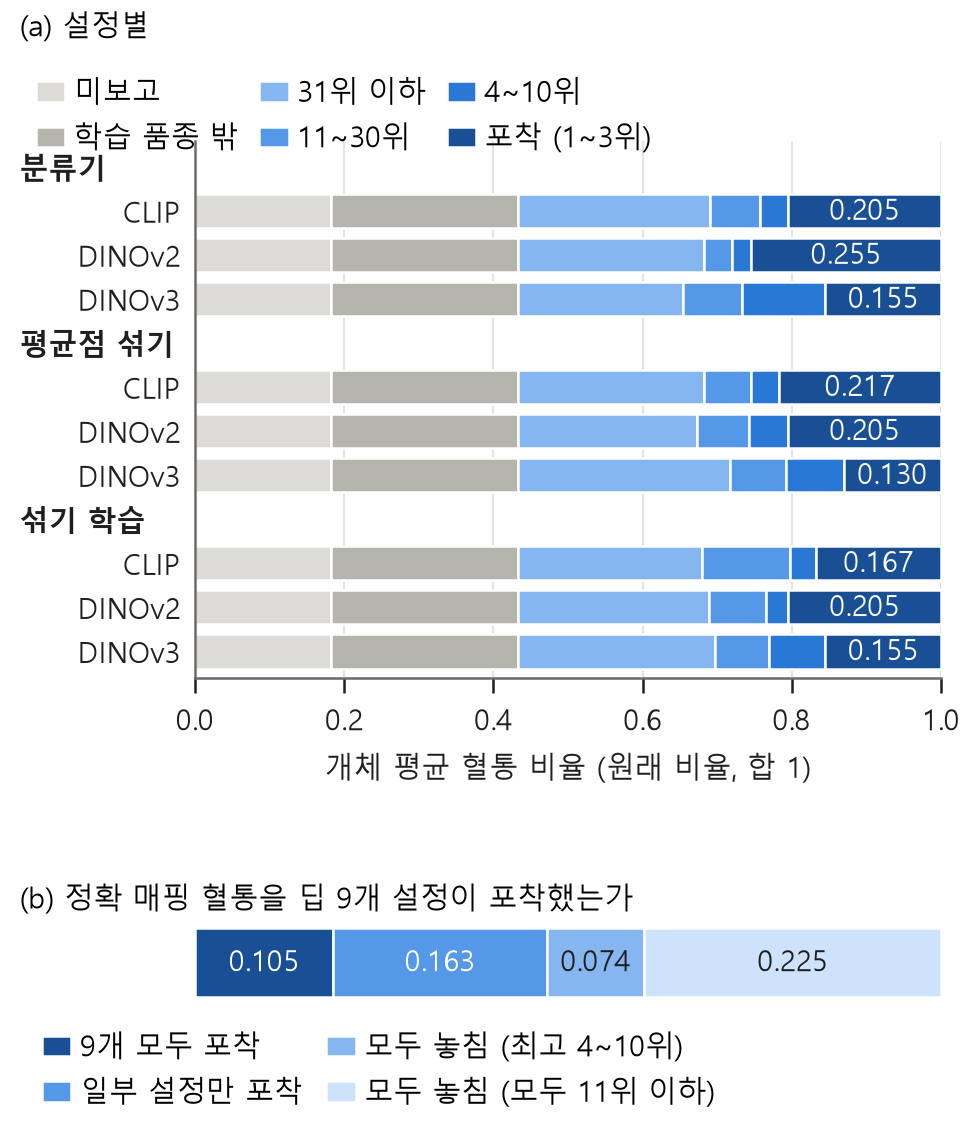 (a) 설정별
미보고 31위 이하 4~10위
학습 품종 밖 11~30위 포착 (1~3위)
분류기
CLIP 0.205
DINOv2 0.255
DINOv3 0.155
평균점 섞기
CLIP 0.217
DINOv2 0.205
DINOv3 0.130
섞기 학습
CLIP 0.167
DINOv2 0.205
DINOv3 0.155
0.0 0.2 0.4 0.6 0.8 1.0
개체 평균 혈통 비율 (원래 비율, 합 1)
(b) 정확 매핑 혈통을 딥 9개 설정이 포착했는가
0.105 0.163 0.074 0.225
9개 모두 포착 모두 놓침 (최고 4~10위)
일부 설정만 포착 모두 놓침 (모두 11위 이하)